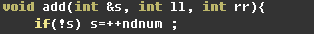 void add(int &s, int ll, int rr){
    if(!s) s=++ndnum ;